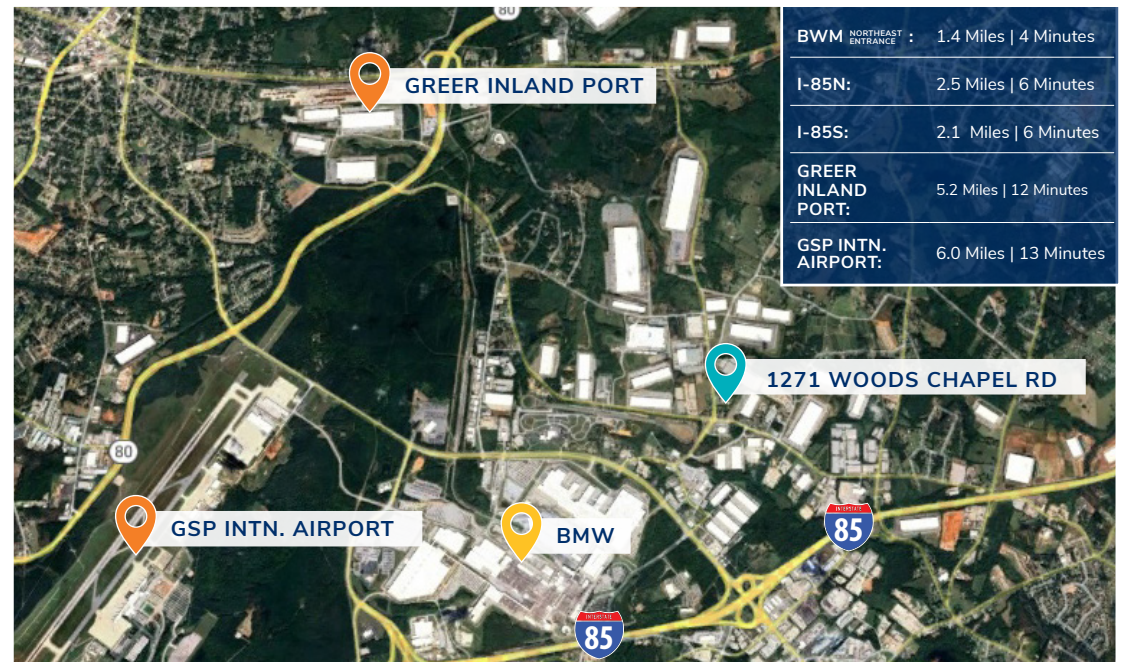 80
BWM NORTHEAST ENTRANCE : 1.4 Miles | 4 Minutes
I-85N: 2.5 Miles | 6 Minutes
I-85S: 2.1 Miles | 6 Minutes
GREER
INLAND
PORT: 5.2 Miles | 12 Minutes
GSP INTN.
AIRPORT: 6.0 Miles | 13 Minutes
GREER INLAND PORT
1271 WOODS CHAPEL RD
80
GSP INTN. AIRPORT
BMW
INTERSTATE
85
INTERSTATE
85